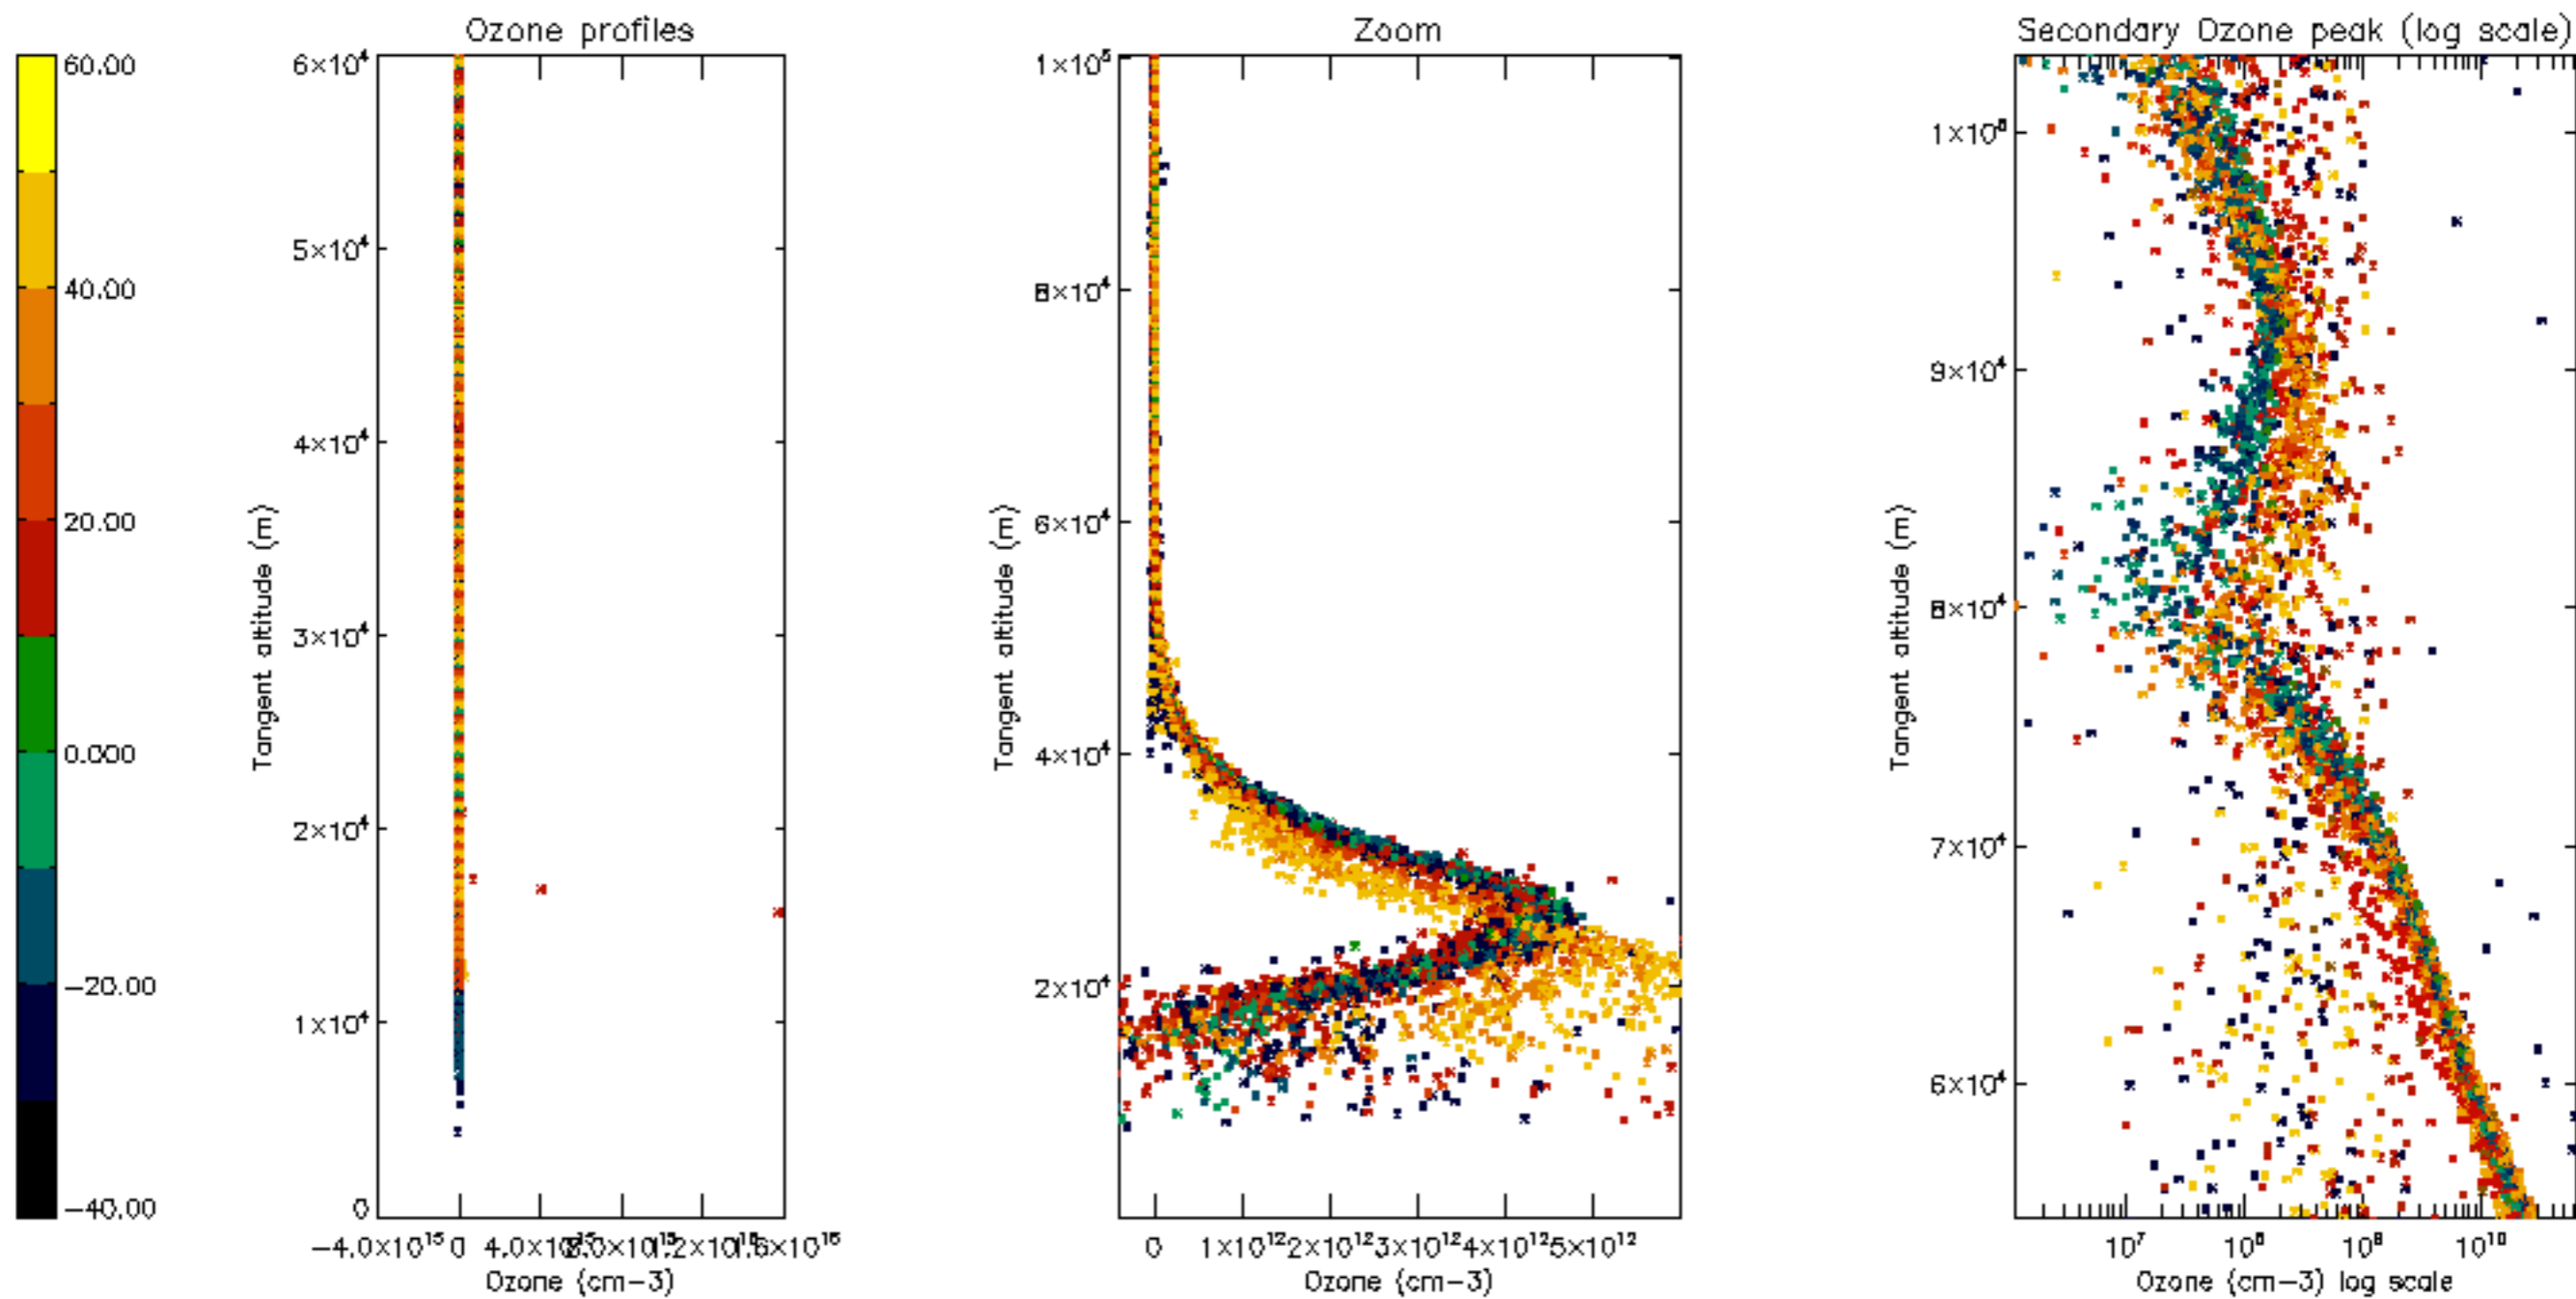 Ozone profiles
Zoom
Secondary Ozone peak (log scale)
60.00
40.00
20.00
0.000
−20.00
−40.00
6×10⁴
5×10⁴
4×10⁴
3×10⁴
2×10⁴
1×10⁴
0
Tangent altitude (m)
−4.0×10¹⁵ 0 4.0×10¹⁵
Ozone (cm−3)
1×10⁵
8×10⁴
6×10⁴
4×10⁴
2×10⁴
Tangent altitude (m)
0 1×10¹² 2×10¹² 3×10¹² 4×10¹² 5×10¹²
Ozone (cm−3)
9×10⁴
8×10⁴
7×10⁴
6×10⁴
Tangent altitude (m)
10⁷ 10⁸ 10⁹ 10¹⁰
Ozone (cm−3) log scale